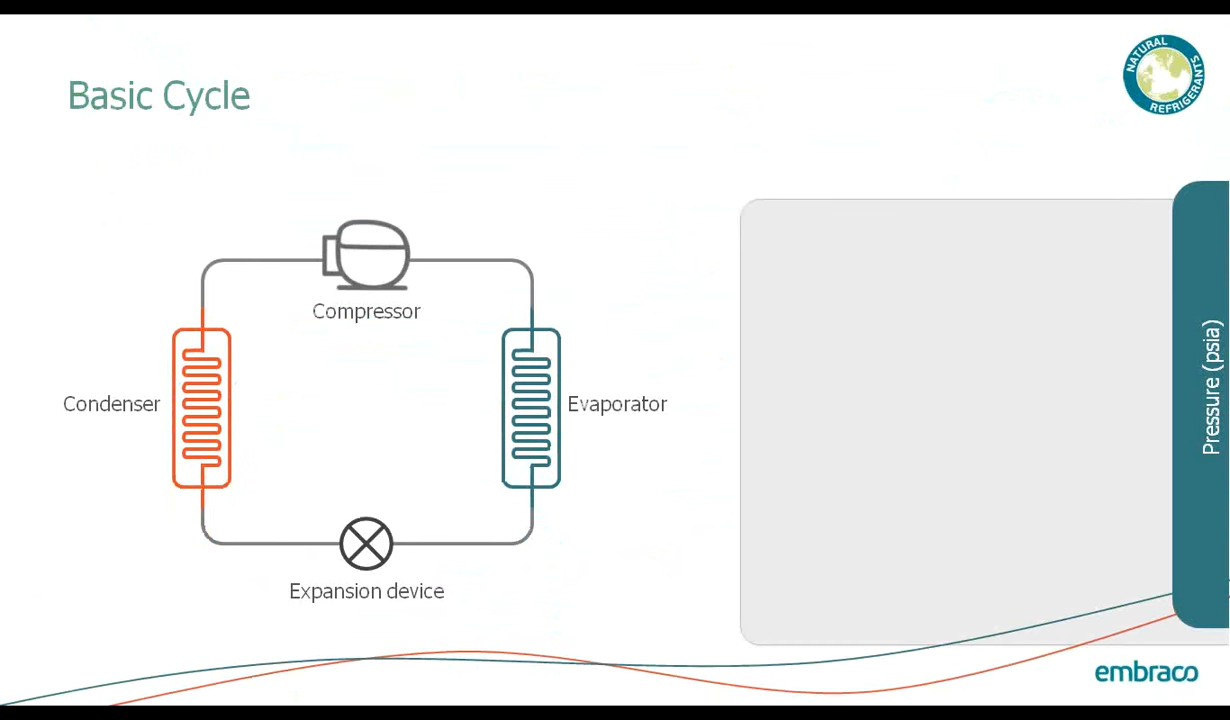 Basic Cycle
NATURAL
REFRIGERANTS
Compressor
Condenser
Evaporator
Expansion device
Pressure (psia)
embraco